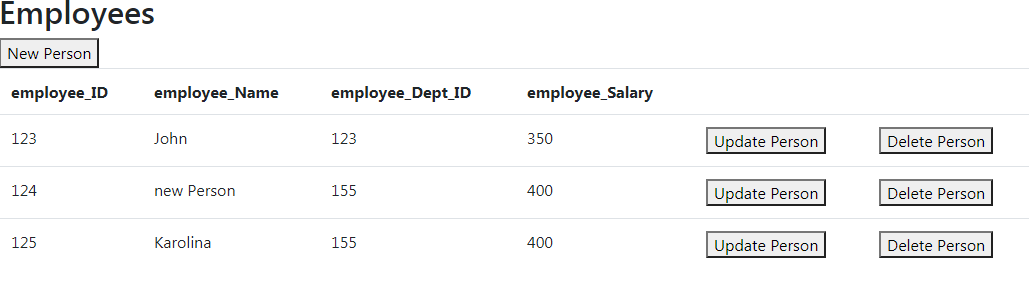 Employees
New Person
employee_ID employee_Name employee_Dept_ID employee_Salary
123 John 123 350 Update Person Delete Person
124 new Person 155 400 Update Person Delete Person
125 Karolina 155 400 Update Person Delete Person